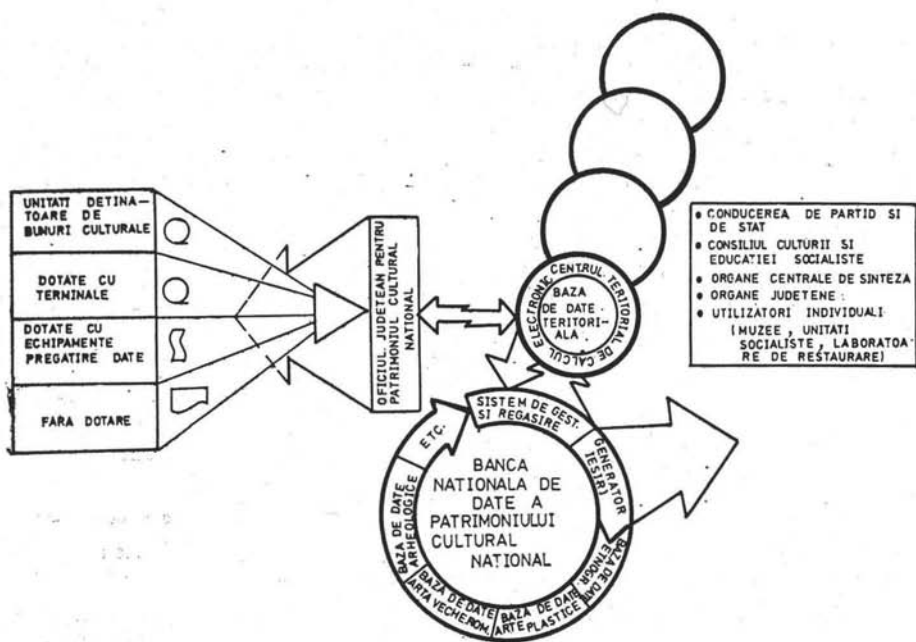 UNITATI DETINA-
TOARE DE
BUNURI CULTURALE
DOTATE CU
TERMINALE
DOTATE CU
ECHIPAMENTE
PREGATIRE DATE
FARA DOTARE
OFICIUL JUDETEAN PENTRU
PATRIMONIUL CULTURAL
NATIONAL
CENTRUL TERITORIAL DE CALCUL ELECTRONIC
BAZA
DE DATE
TERITORI-
ALA
• CONDUCEREA DE PARTID SI
DE STAT
• CONSILIUL CULTURII SI
EDUCATIEI SOCIALISTE
• ORGANE CENTRALE DE SINTEZA
• ORGANE JUDETENE:
• UTILIZATORI INDIVIDUALI
(MUZEE, UNITATI
SOCIALISTE, LABORATOA-
RE DE RESTAURARE)
SISTEM DE GEST.
SI REGASIRE
GENERATOR
IESIRI
BAZA DE DATE
ETNOGR.
BAZA DE DATE
ARTE PLASTICE
BAZA DE DATE
ARTA VECHE ROM.
BAZA DE DATE
ARHEOLOGICE
ETC.
BANCA
NATIONALA DE
DATE A
PATRIMONIULUI
CULTURAL
NATIONAL